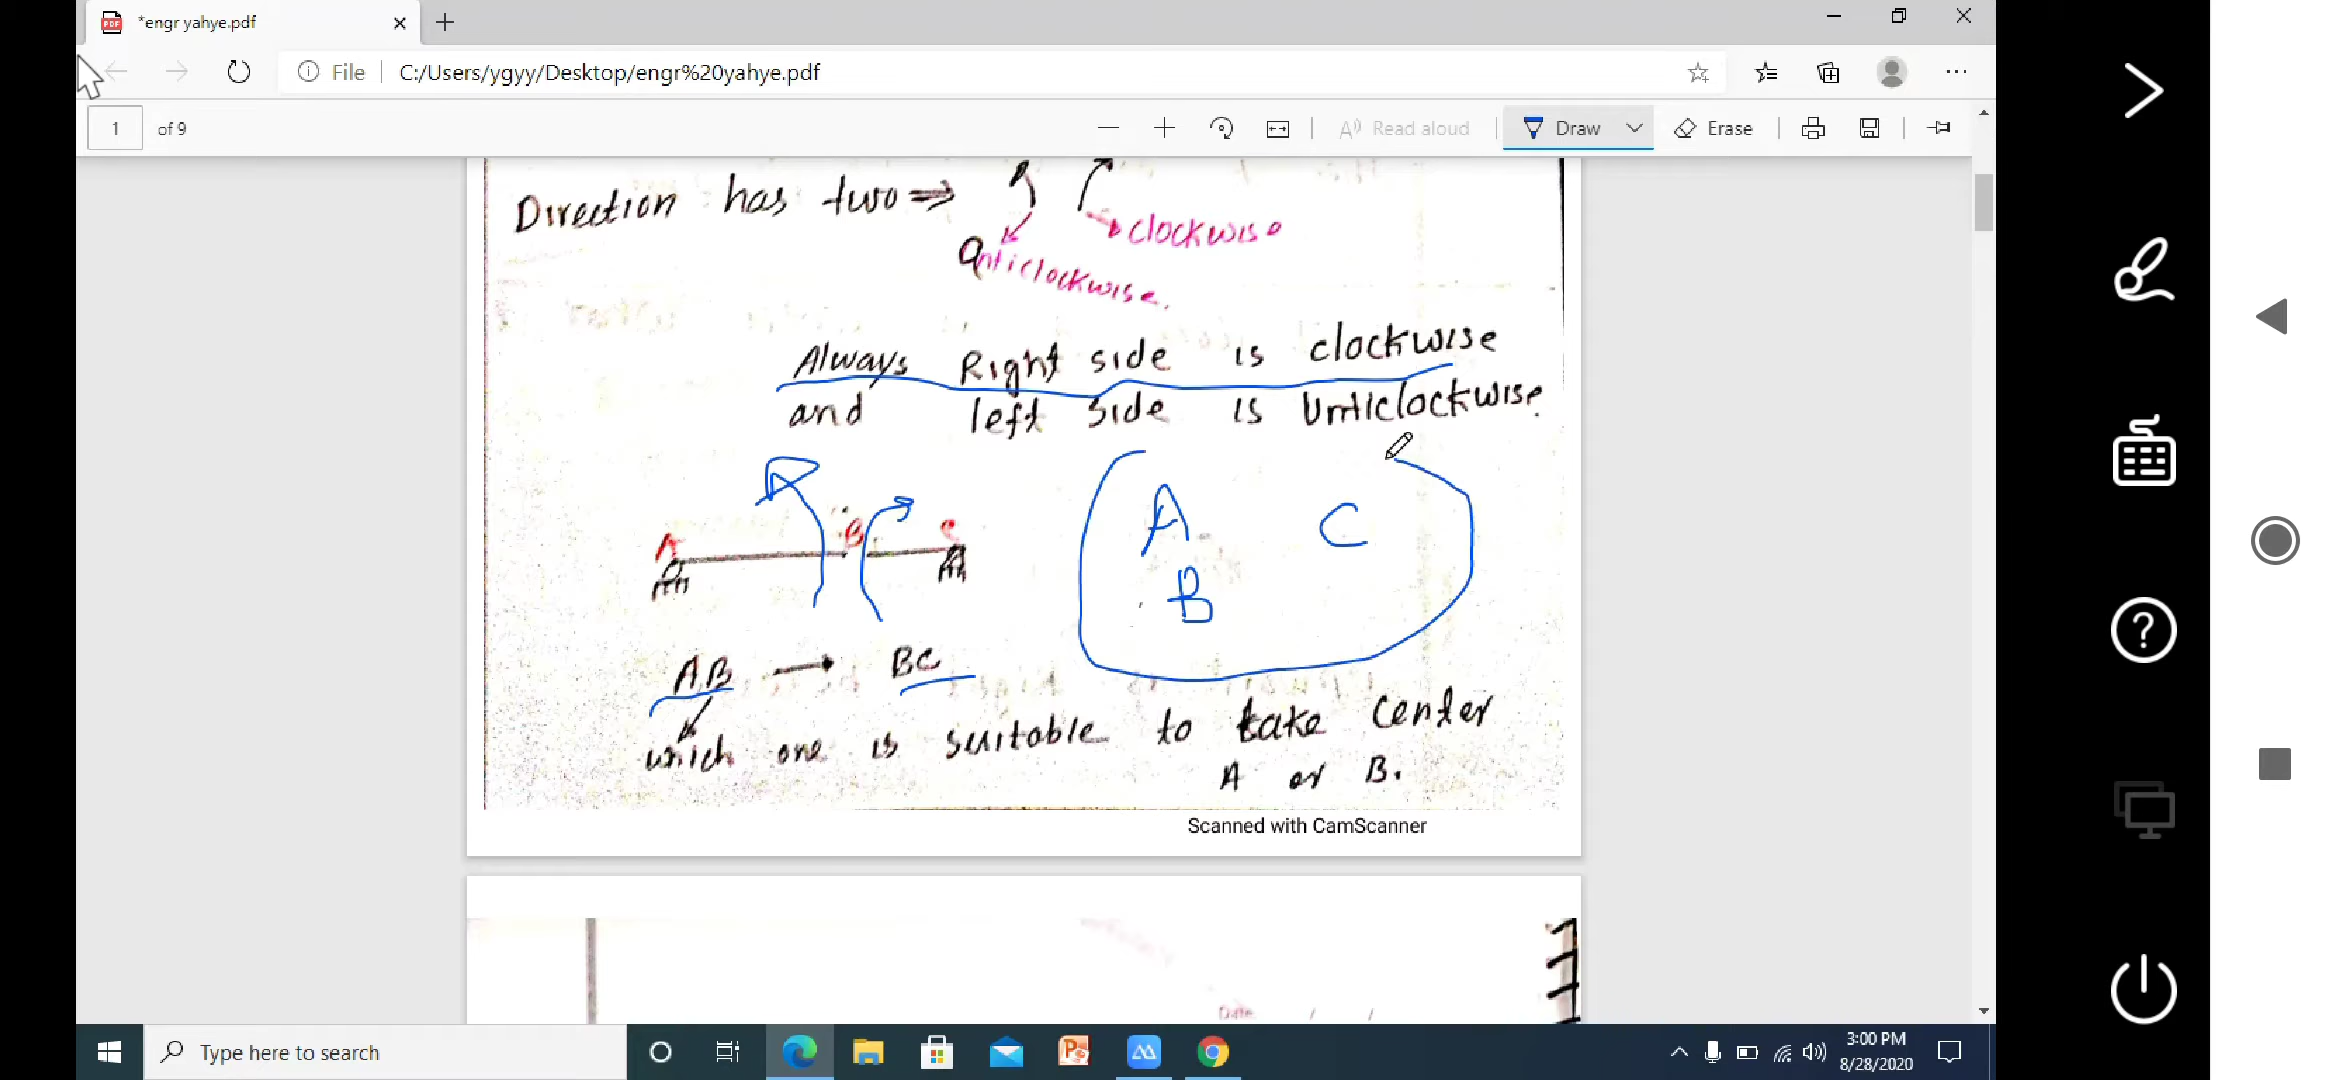 *engr yahye.pdf
File
C:/Users/ygyy/Desktop/engr%20yahye.pdf
1 of 9
Read aloud
Draw
Erase
Direction has two ⇒
clockwise
Anticlockwise.
Always Right side is clockwise
and left side is Unticlockwise.
A B C
A C
B
AB → BC
which one is suitable to take Center
A or B.
Scanned with CamScanner
Date / /
Type here to search
3:00 PM
8/28/2020